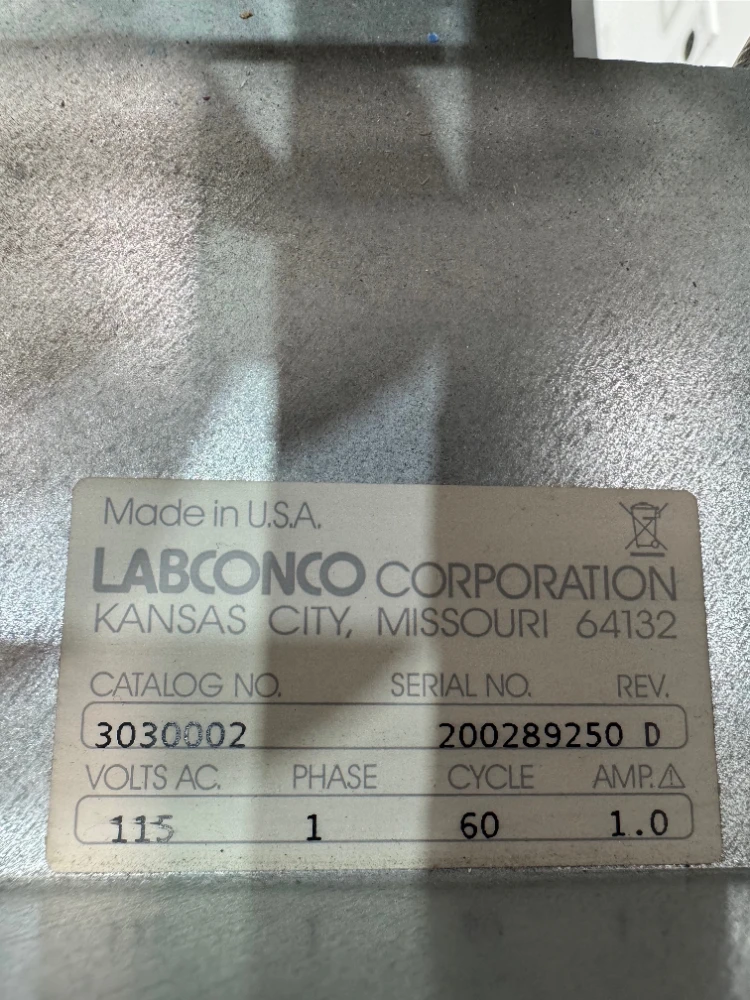 Made in U.S.A.
LABCONCO CORPORATION
KANSAS CITY, MISSOURI 64132
CATALOG NO. SERIAL NO. REV.
3030002 200289250 D
VOLTS AC. PHASE CYCLE AMP. ⚠
115 1 60 1.0